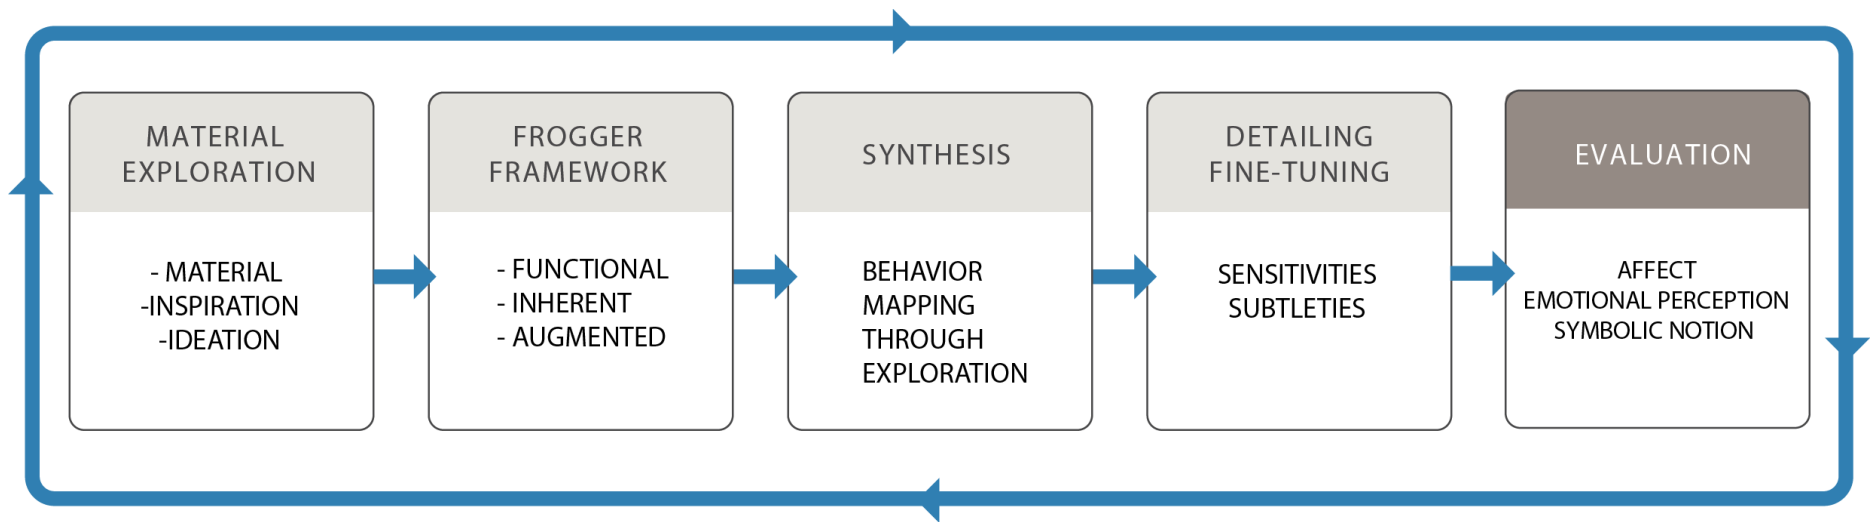 MATERIAL
EXPLORATION
- MATERIAL
-INSPIRATION
-IDEATION
FROGGER
FRAMEWORK
- FUNCTIONAL
- INHERENT
- AUGMENTED
SYNTHESIS
BEHAVIOR
MAPPING
THROUGH
EXPLORATION
DETAILING
FINE-TUNING
SENSITIVITIES
SUBTLETIES
EVALUATION
AFFECT
EMOTIONAL PERCEPTION
SYMBOLIC NOTION